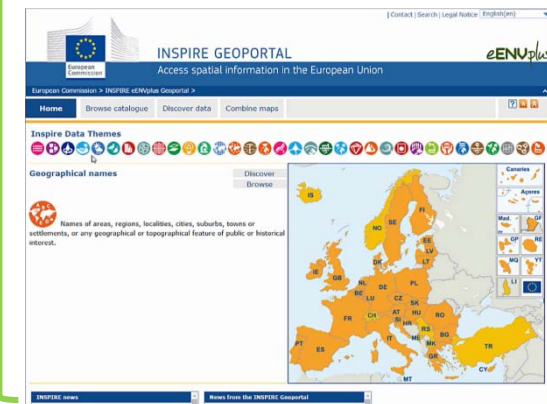 | Contact | Search | Legal Notice English(en)
European
Commission
INSPIRE GEOPORTAL
Access spatial information in the European Union
eENVplus
European Commission > INSPIRE eENVplus Geoportal >
Home Browse catalogue Discover data Combine maps
Inspire Data Themes
Geographical names
Discover
Browse
Names of areas, regions, localities, cities, suburbs, towns or
settlements, or any geographical or topographical feature of public or historical
interest.
Canaries
Açores
IS
Mad.
GF
GP
RE
MQ
YT
LI
NO
SE
FI
EE
LV
LT
DK
IE
GB
NL
BE
LU
DE
PL
CZ
SK
FR
CH
AT
HU
SI
HR
RO
RS
IT
ME
MK
BG
PT
ES
GR
TR
CY
MT
INSPIRE news
News from the INSPIRE Geoportal